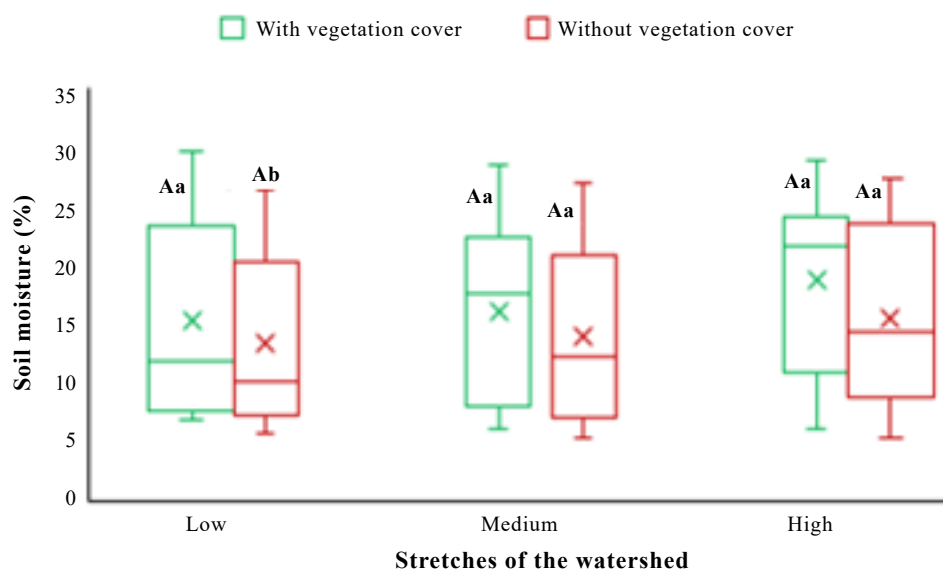 With vegetation cover Without vegetation cover
35
30
25
20
15
10
5
0
Soil moisture (%)
Aa Ab Aa Aa Aa Aa
Low Medium High
Stretches of the watershed